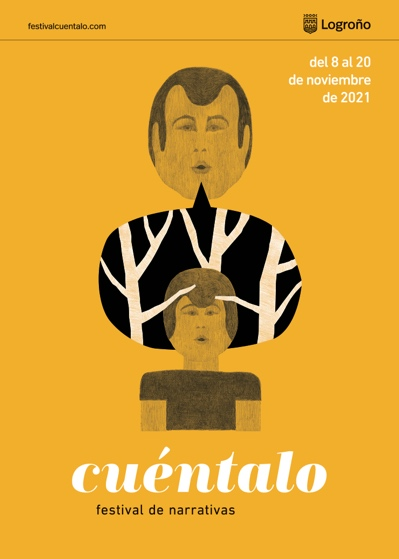 festivalcuentalo.com
Logroño
del 8 al 20
de noviembre
de 2021
cuéntalo
festival de narrativas